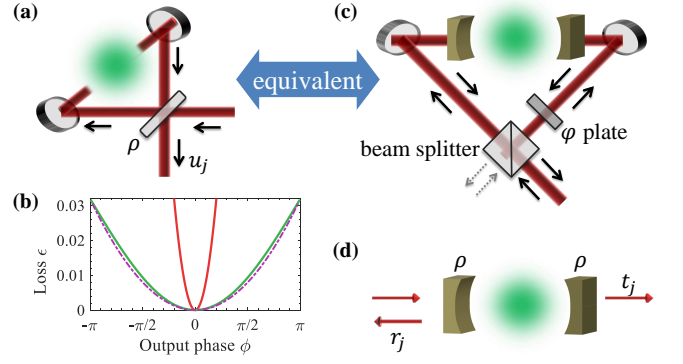 (a)
ρ
u_j
equivalent
(c)
φ plate
beam splitter
(b)
Loss ϵ
0.03
0.02
0.01
0
-π
-π/2
0
π/2
π
Output phase ϕ
(d)
ρ
ρ
t_j
r_j